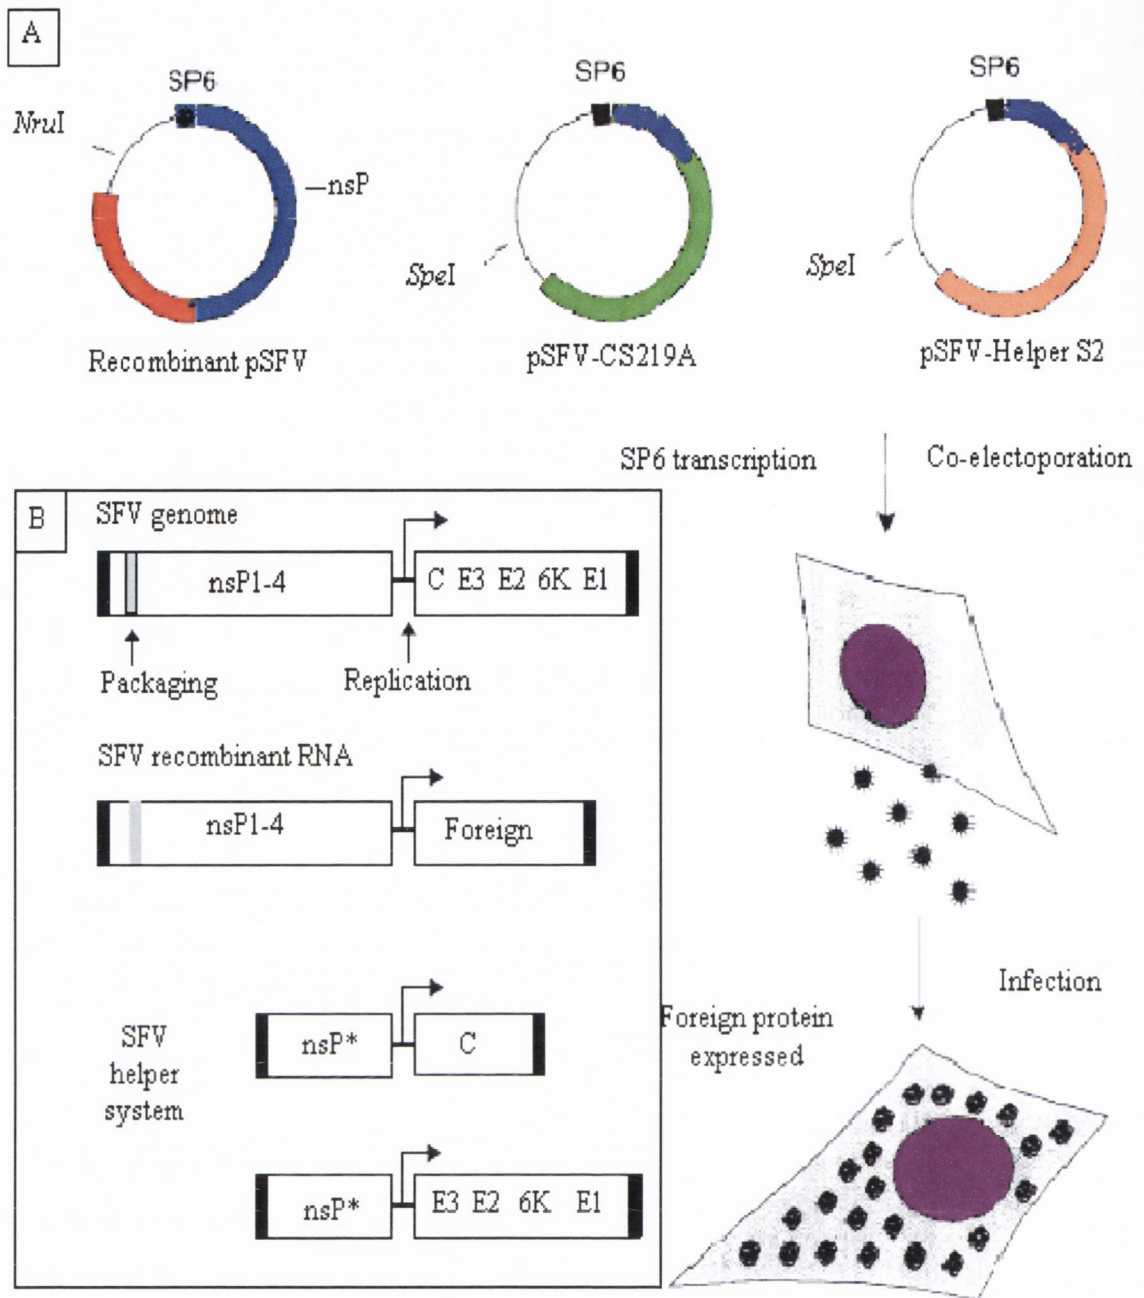 A
SP6
SP6
SP6
NruI
nsP
SpeI
SpeI
Recombinant pSFV
pSFV-CS219A
pSFV-Helper S2
SP6 transcription
Co-electoporation
B
SFV genome
nsP1-4
C E3 E2 6K E1
Packaging
Replication
SFV recombinant RNA
nsP1-4
Foreign
SFV
helper
system
nsP*
C
nsP*
E3 E2 6K E1
Infection
Foreign protein
expressed